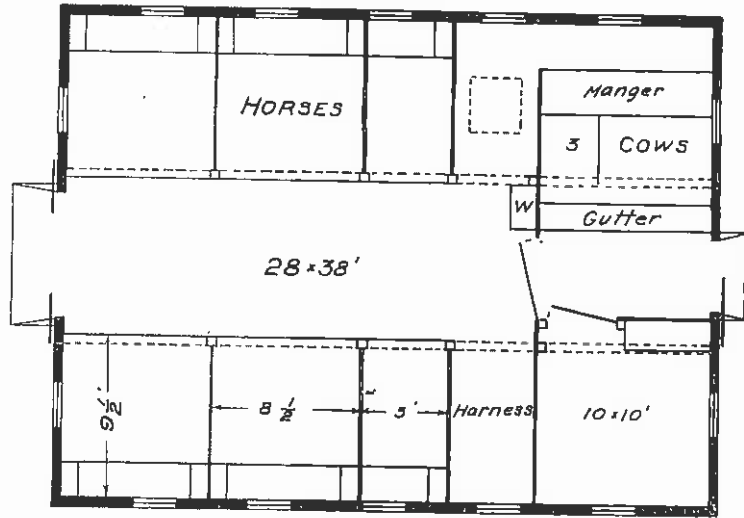 HORSES
Manger
3 COWS
W
Gutter
28 × 38'
9 1/2'
8 1/2
5'
Harness
10 × 10'